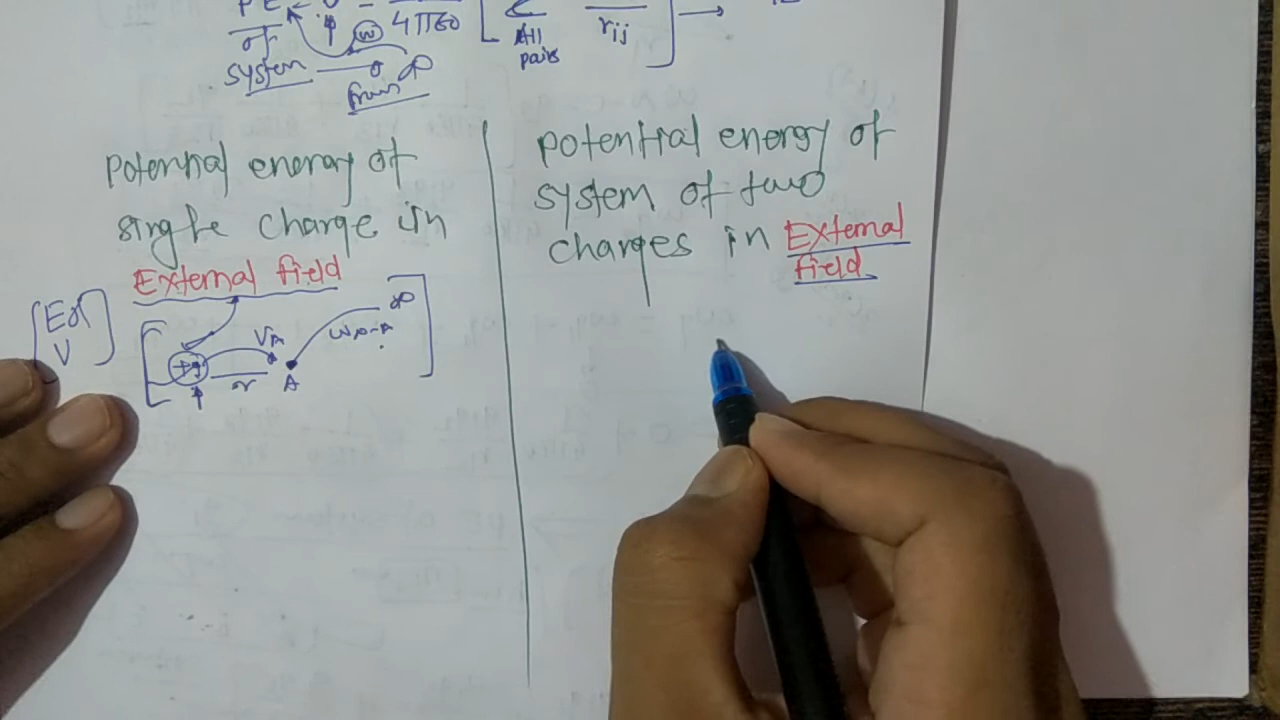 PE
of
system
from
4πε0
All
pairs
rij
Potential energy of
single charge in
External field
V
VA
W∞-A
∞
r
A
potential energy of
system of two
charges in External
field